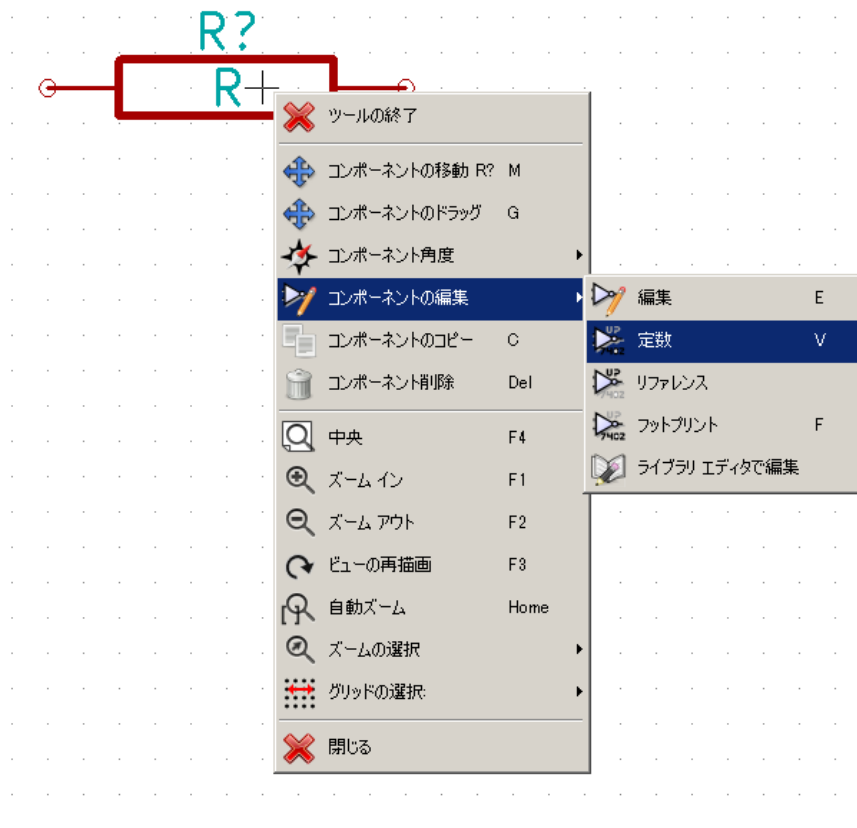 R?
R
ツールの終了
コンポーネントの移動 R? M
コンポーネントのドラッグ G
コンポーネント角度
コンポーネントの編集
コンポーネントのコピー C
コンポーネント削除 Del
中央 F4
ズーム イン F1
ズーム アウト F2
ビューの再描画 F3
自動ズーム Home
ズームの選択
グリッドの選択:
閉じる
編集 E
定数 V
リファレンス
フットプリント F
ライブラリ エディタで編集